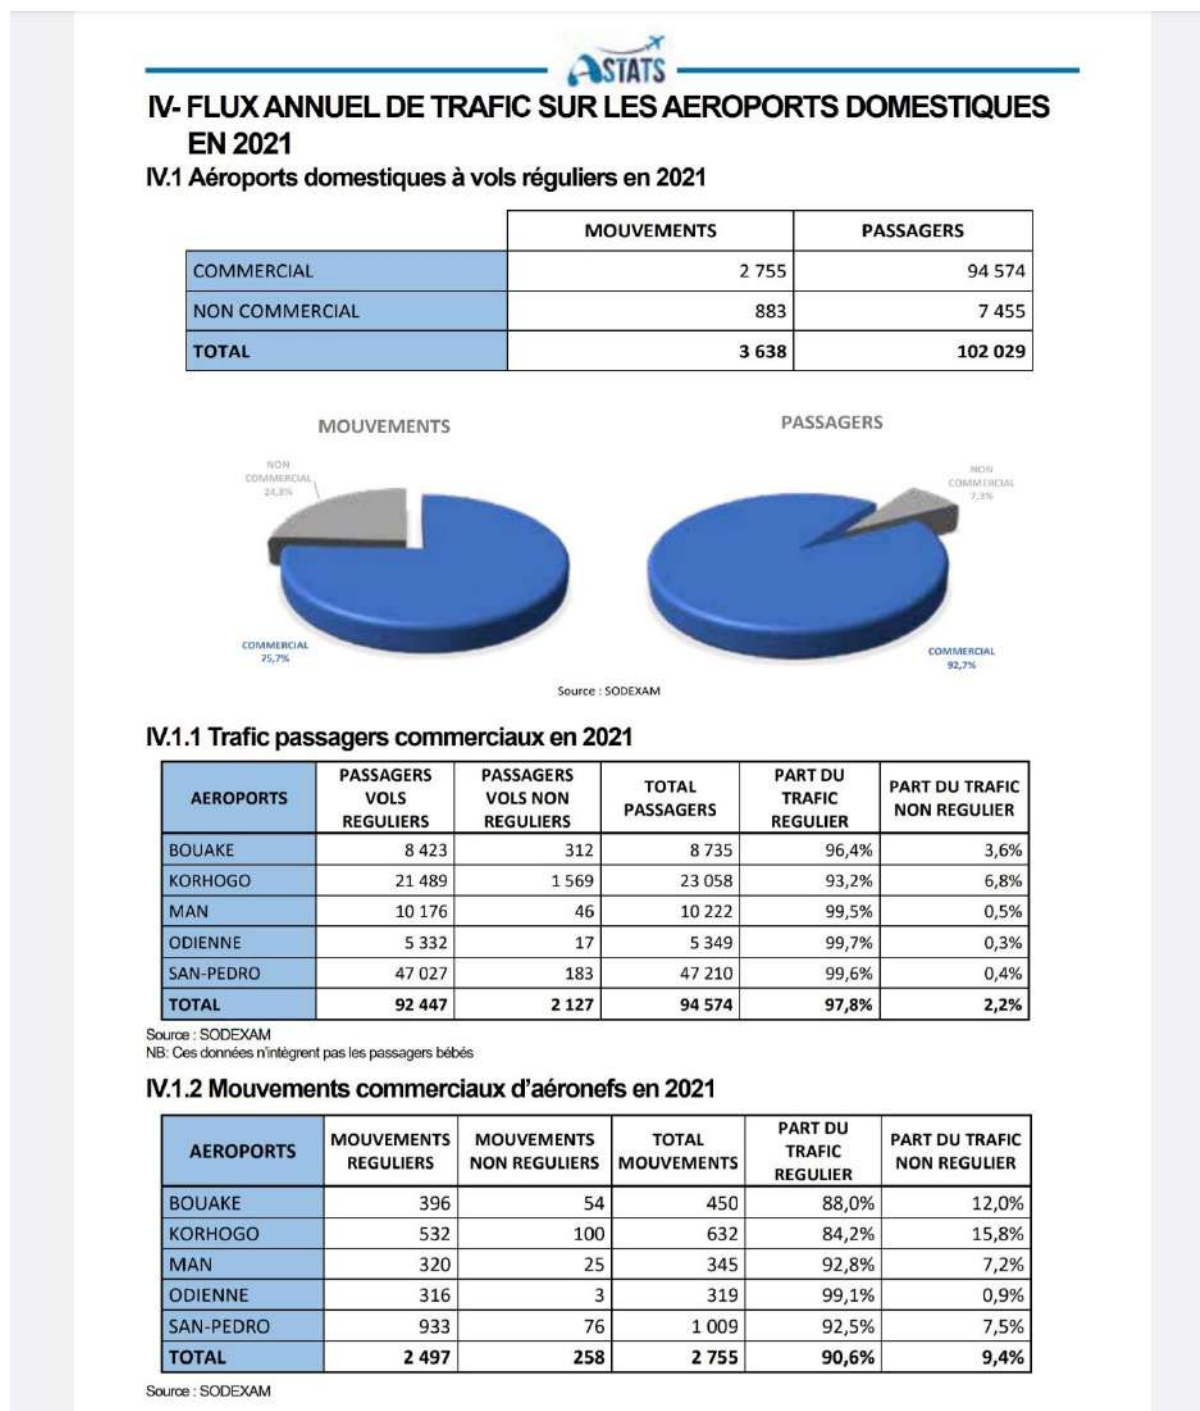 ASTATS
IV- FLUX ANNUEL DE TRAFIC SUR LES AEROPORTS DOMESTIQUES
EN 2021
IV.1 Aéroports domestiques à vols réguliers en 2021
MOUVEMENTS PASSAGERS
COMMERCIAL 2 755 94 574
NON COMMERCIAL 883 7 455
TOTAL 3 638 102 029
MOUVEMENTS
NON
COMMERCIAL
24,3%
COMMERCIAL
75,7%
PASSAGERS
NON
COMMERCIAL
7,3%
COMMERCIAL
92,7%
Source : SODEXAM
IV.1.1 Trafic passagers commerciaux en 2021
AEROPORTS PASSAGERS VOLS REGULIERS PASSAGERS VOLS NON REGULIERS TOTAL PASSAGERS PART DU TRAFIC REGULIER PART DU TRAFIC NON REGULIER
BOUAKE 8 423 312 8 735 96,4% 3,6%
KORHOGO 21 489 1 569 23 058 93,2% 6,8%
MAN 10 176 46 10 222 99,5% 0,5%
ODIENNE 5 332 17 5 349 99,7% 0,3%
SAN-PEDRO 47 027 183 47 210 99,6% 0,4%
TOTAL 92 447 2 127 94 574 97,8% 2,2%
Source : SODEXAM
NB: Ces données n'intègrent pas les passagers bébés
IV.1.2 Mouvements commerciaux d'aéronefs en 2021
AEROPORTS MOUVEMENTS REGULIERS MOUVEMENTS NON REGULIERS TOTAL MOUVEMENTS PART DU TRAFIC REGULIER PART DU TRAFIC NON REGULIER
BOUAKE 396 54 450 88,0% 12,0%
KORHOGO 532 100 632 84,2% 15,8%
MAN 320 25 345 92,8% 7,2%
ODIENNE 316 3 319 99,1% 0,9%
SAN-PEDRO 933 76 1 009 92,5% 7,5%
TOTAL 2 497 258 2 755 90,6% 9,4%
Source : SODEXAM